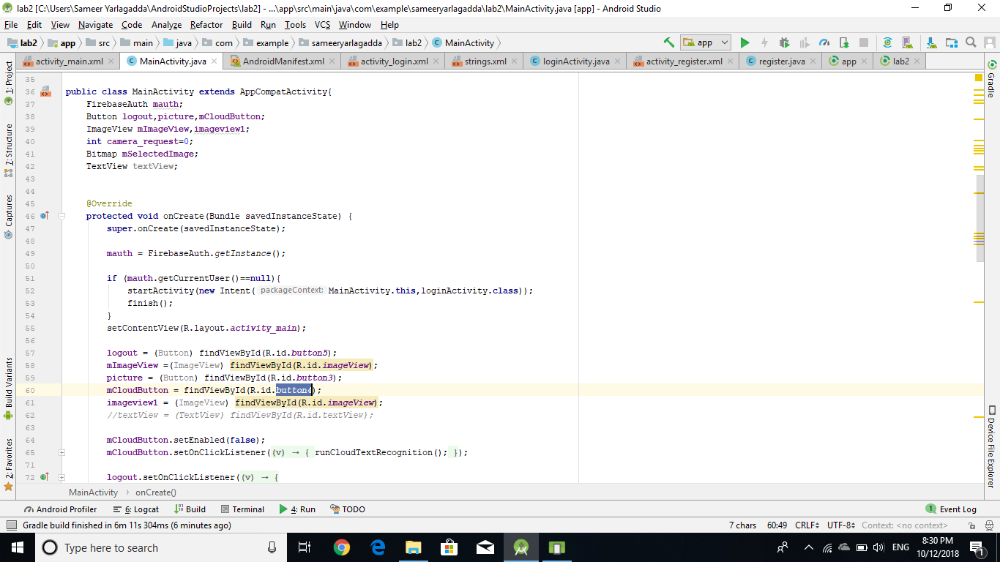 lab2 [C:\Users\Sameer Yarlagadda\AndroidStudioProjects\lab2] - ...\app\src\main\java\com\example\sameeryarlagadda\lab2\MainActivity.java [app] - Android Studio
File Edit View Navigate Code Analyze Refactor Build Run Tools VCS Window Help
lab2 app src main java com example sameeryarlagadda lab2 MainActivity app
activity_main.xml MainActivity.java AndroidManifest.xml activity_login.xml strings.xml loginActivity.java activity_register.xml register.java app lab2
1: Project
7: Structure
Captures
Build Variants
2: Favorites
35
36 public class MainActivity extends AppCompatActivity{
37 FirebaseAuth mauth;
38 Button logout,picture,mCloudButton;
39 ImageView mImageView,imageview1;
40 int camera_request=0;
41 Bitmap mSelectedImage;
42 TextView textView;
43
44
45 @Override
46 protected void onCreate(Bundle savedInstanceState) {
47 super.onCreate(savedInstanceState);
48
49 mauth = FirebaseAuth.getInstance();
50
51 if (mauth.getCurrentUser()==null){
52 startActivity(new Intent( packageContext: MainActivity.this,loginActivity.class));
53 finish();
54 }
55 setContentView(R.layout.activity_main);
56
57 logout = (Button) findViewById(R.id.button5);
58 mImageView =(ImageView) findViewById(R.id.imageView);
59 picture = (Button) findViewById(R.id.button3);
60 mCloudButton = findViewById(R.id.button4);
61 imageview1 = (ImageView) findViewById(R.id.imageView);
62 //textView = (TextView) findViewById(R.id.textView);
63
64 mCloudButton.setEnabled(false);
65 mCloudButton.setOnClickListener((v) → { runCloudTextRecognition(); });
71
72 logout.setOnClickListener((v) → {
Gradle
Device File Explorer
MainActivity › onCreate()
Android Profiler 6: Logcat Build Terminal 4: Run TODO 1 Event Log
Gradle build finished in 6m 11s 304ms (6 minutes ago) 7 chars 60:49 CRLF UTF-8 Context: <no context>
Type here to search ENG 8:30 PM
10/12/2018 1